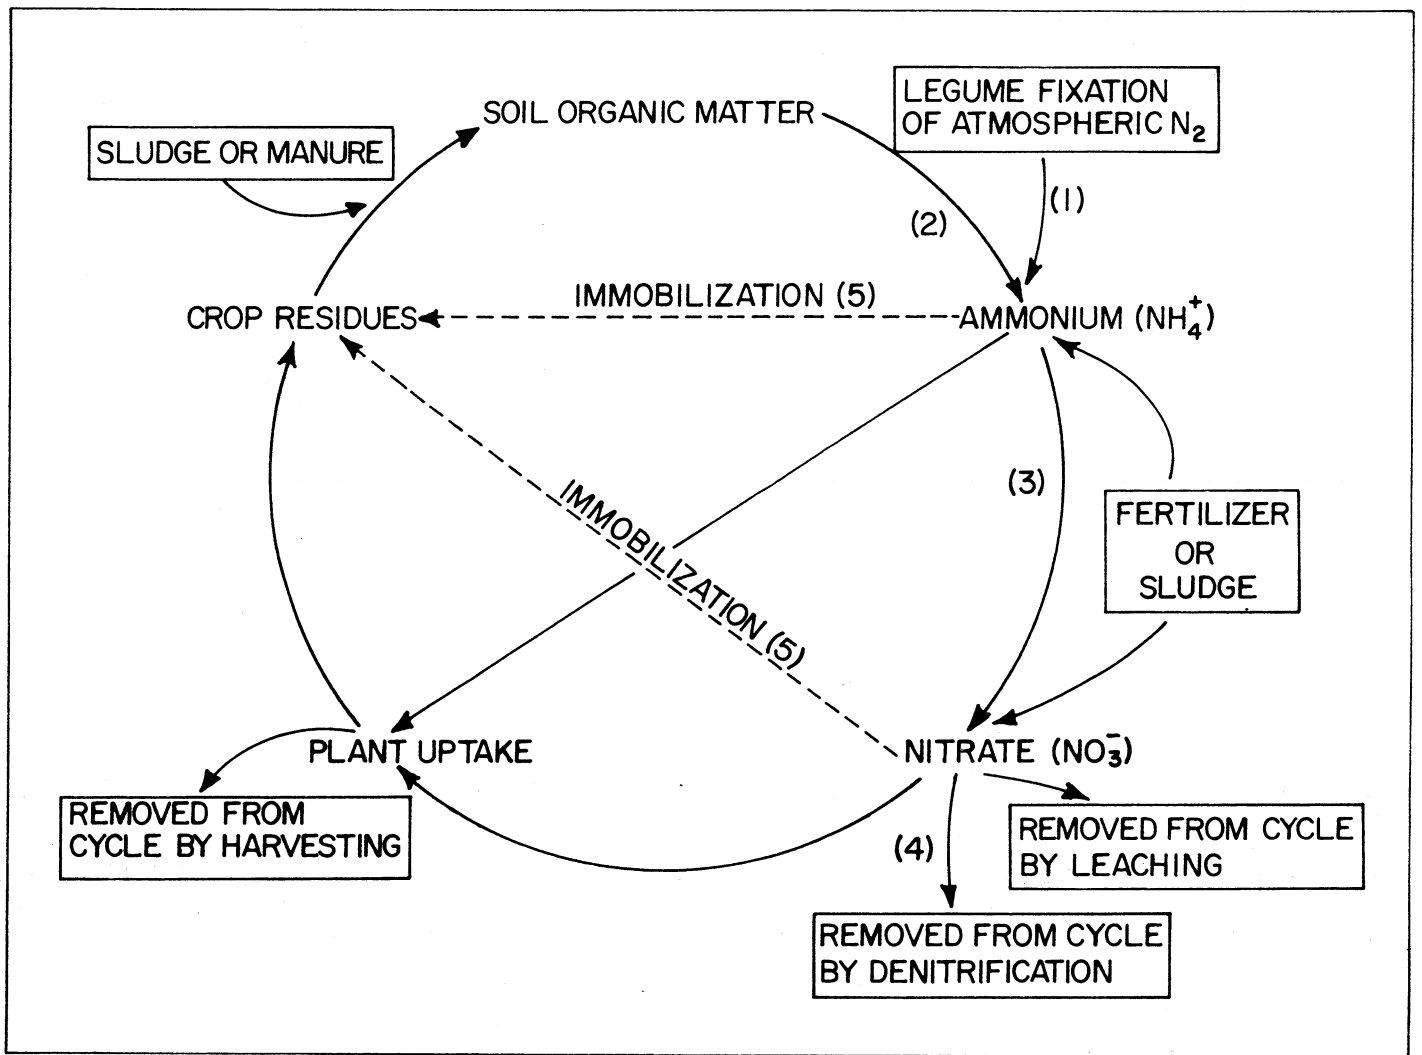 SOIL ORGANIC MATTER
LEGUME FIXATION
OF ATMOSPHERIC N₂
SLUDGE OR MANURE
(1)
(2)
IMMOBILIZATION (5)
CROP RESIDUES
AMMONIUM (NH₄⁺)
(3)
FERTILIZER
OR
SLUDGE
IMMOBILIZATION (5)
PLANT UPTAKE
NITRATE (NO₃⁻)
REMOVED FROM
CYCLE BY HARVESTING
(4)
REMOVED FROM CYCLE
BY LEACHING
REMOVED FROM CYCLE
BY DENITRIFICATION